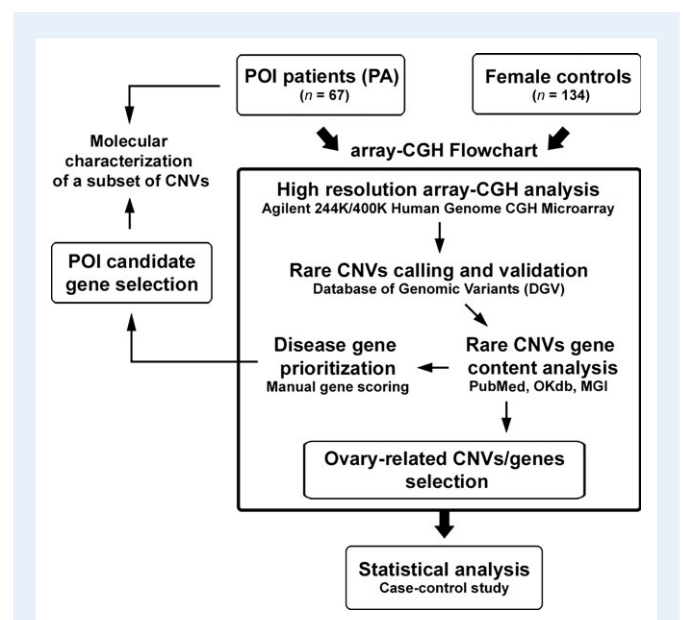 POI patients (PA)
(n = 67)
Female controls
(n = 134)
Molecular
characterization
of a subset of CNVs
array-CGH Flowchart
High resolution array-CGH analysis
Agilent 244K/400K Human Genome CGH Microarray
POI candidate
gene selection
Rare CNVs calling and validation
Database of Genomic Variants (DGV)
Disease gene
prioritization
Manual gene scoring
Rare CNVs gene
content analysis
PubMed, OKdb, MGI
Ovary-related CNVs/genes
selection
Statistical analysis
Case-control study